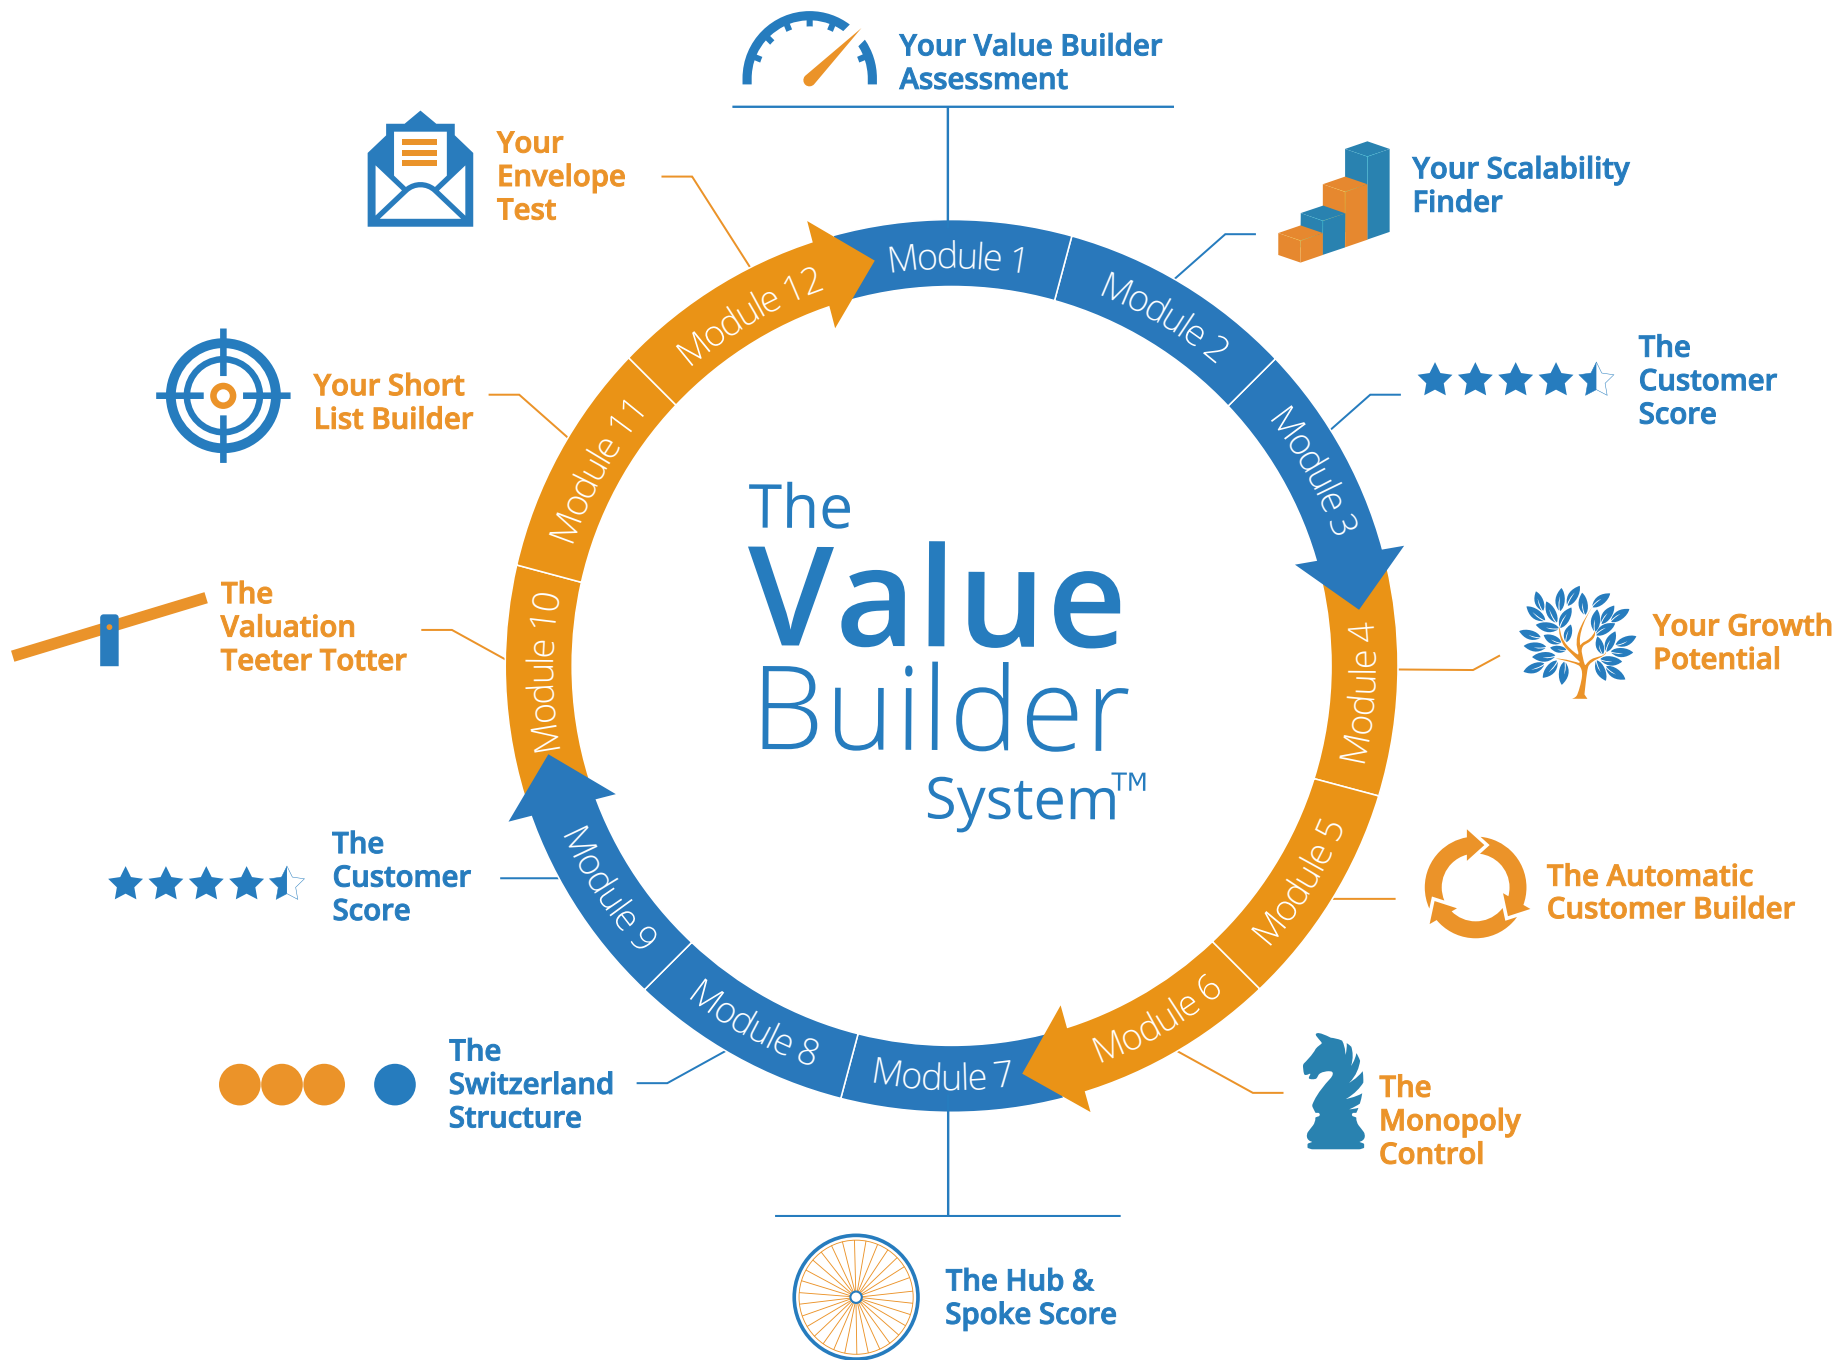 Your Value Builder
Assessment
Your Scalability
Finder
The
Customer
Score
Your Growth
Potential
The Automatic
Customer Builder
The
Monopoly
Control
The Hub &
Spoke Score
The
Switzerland
Structure
The
Customer
Score
The
Valuation
Teeter Totter
Your Short
List Builder
Your
Envelope
Test
Module 1
Module 2
Module 3
Module 4
Module 5
Module 6
Module 7
Module 8
Module 9
Module 10
Module 11
Module 12
The
Value
Builder
System™